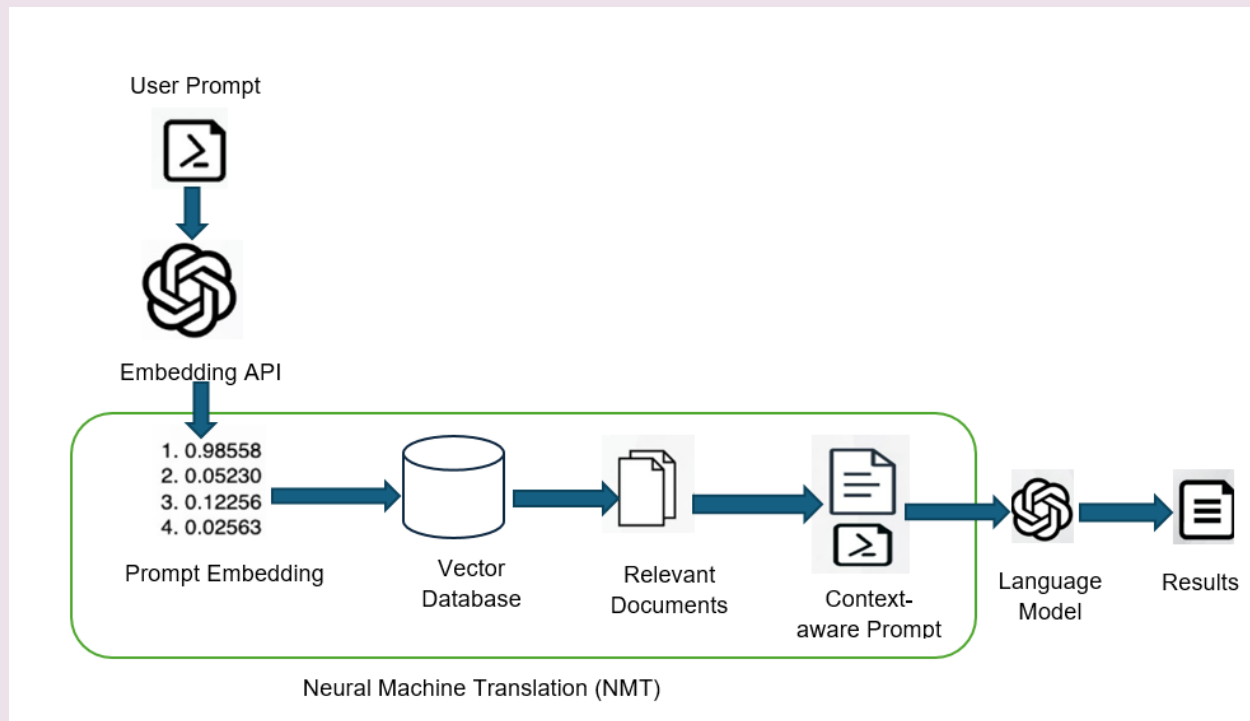 User Prompt
Embedding API
1. 0.98558
2. 0.05230
3. 0.12256
4. 0.02563
Prompt Embedding
Vector
Database
Relevant
Documents
Context-
aware Prompt
Language
Model
Results
Neural Machine Translation (NMT)